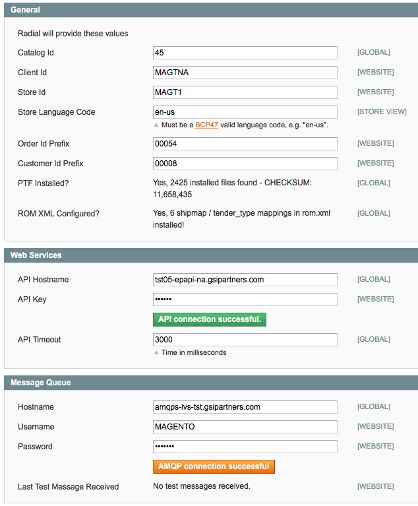 General
Radial will provide these values
Catalog Id 45 [GLOBAL]
Client Id MAGTNA [WEBSITE]
Store Id MAGT1 [WEBSITE]
Store Language Code en-us [STORE VIEW]
▲ Must be a BCP47 valid language code, e.g. "en-us".
Order Id Prefix 00054 [WEBSITE]
Customer Id Prefix 00008 [WEBSITE]
PTF Installed? Yes, 2425 installed files found - CHECKSUM: [GLOBAL]
11,658,435
ROM XML Configured? Yes, 6 shipmap / tender_type mappings in rom.xml [GLOBAL]
installed!
Web Services
API Hostname tst05-epapi-na.gsipartners.com [GLOBAL]
API Key •••••• [WEBSITE]
API connection successful.
API Timeout 3000 [GLOBAL]
▲ Time in milliseconds
Message Queue
Hostname amqps-lvs-tst.gsipartners.com [GLOBAL]
Username MAGENTO [WEBSITE]
Password ••••••• [WEBSITE]
AMQP connection successful
Last Test Message Received No test messages received. [WEBSITE]